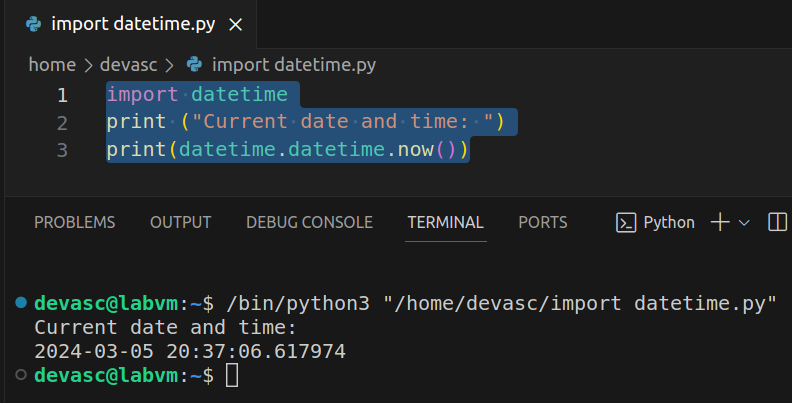 import datetime.py
home > devasc > import datetime.py
1 import datetime
2 print ("Current date and time: ")
3 print(datetime.datetime.now())
PROBLEMS OUTPUT DEBUG CONSOLE TERMINAL PORTS Python
devasc@labvm:~$ /bin/python3 "/home/devasc/import datetime.py"
Current date and time:
2024-03-05 20:37:06.617974
devasc@labvm:~$